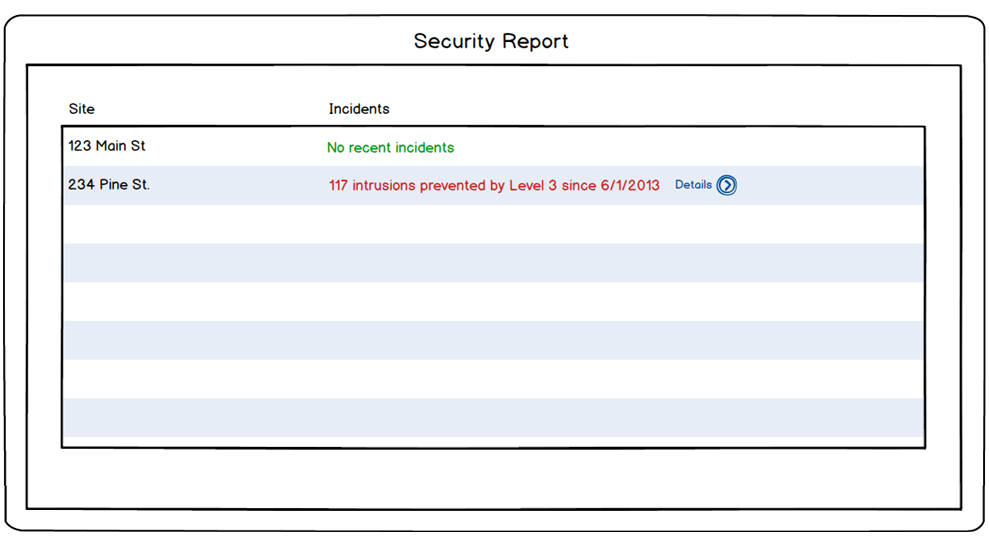 Security Report
Site Incidents
123 Main St No recent incidents
234 Pine St. 117 intrusions prevented by Level 3 since 6/1/2013 Details